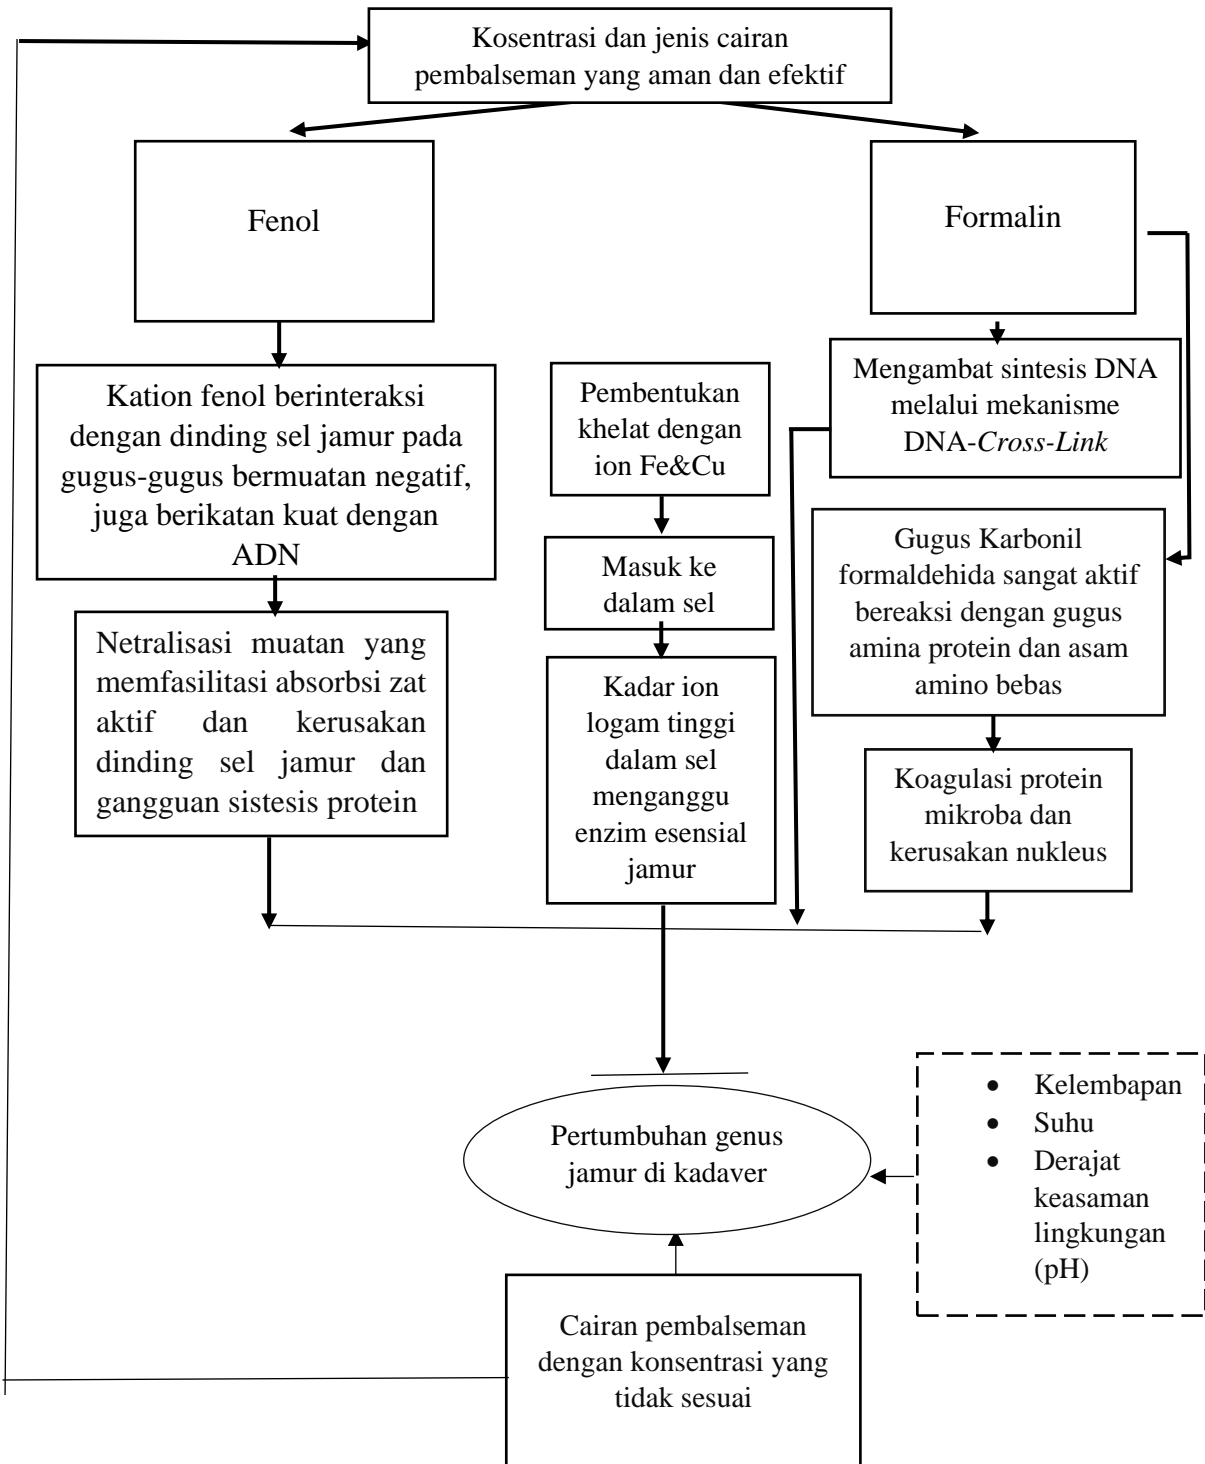 Kosentrasi dan jenis cairan
pembalseman yang aman dan efektif
Fenol
Formalin
Kation fenol berinteraksi
dengan dinding sel jamur pada
gugus-gugus bermuatan negatif,
juga berikatan kuat dengan
ADN
Pembentukan
khelat dengan
ion Fe&Cu
Mengambat sintesis DNA
melalui mekanisme
DNA-Cross-Link
Masuk ke
dalam sel
Gugus Karbonil
formaldehida sangat aktif
bereaksi dengan gugus
amina protein dan asam
amino bebas
Netralisasi muatan yang
memfasilitasi absorbsi zat
aktif dan kerusakan
dinding sel jamur dan
gangguan sistesis protein
Kadar ion
logam tinggi
dalam sel
menganggu
enzim esensial
jamur
Koagulasi protein
mikroba dan
kerusakan nukleus
Pertumbuhan genus
jamur di kadaver
• Kelembapan
• Suhu
• Derajat
keasaman
lingkungan
(pH)
Cairan pembalseman
dengan konsentrasi yang
tidak sesuai